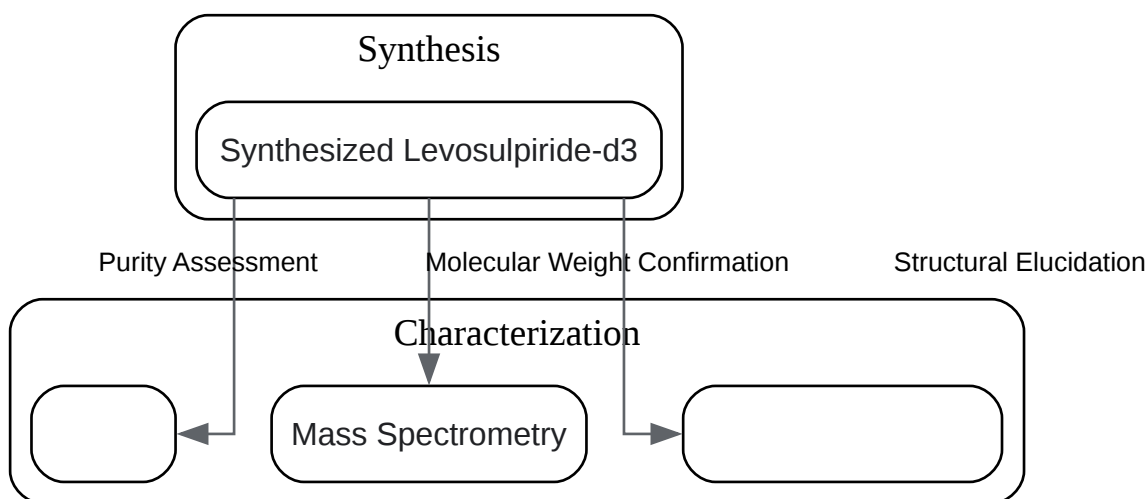 Synthesis
Synthesized Levosulpiride-d3
Purity Assessment
Molecular Weight Confirmation
Structural Elucidation
Characterization
Mass Spectrometry